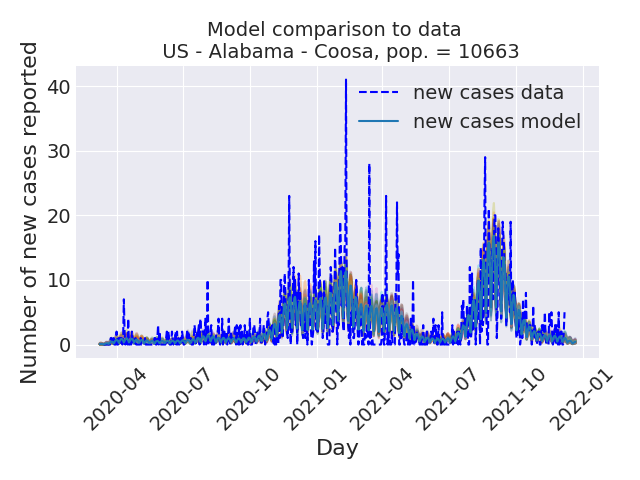 Model comparison to data
US - Alabama - Coosa, pop. = 10663
Number of new cases reported
40
30
20
10
0
new cases data
new cases model
2020-04
2020-07
2020-10
2021-01
2021-04
2021-07
2021-10
2022-01
Day